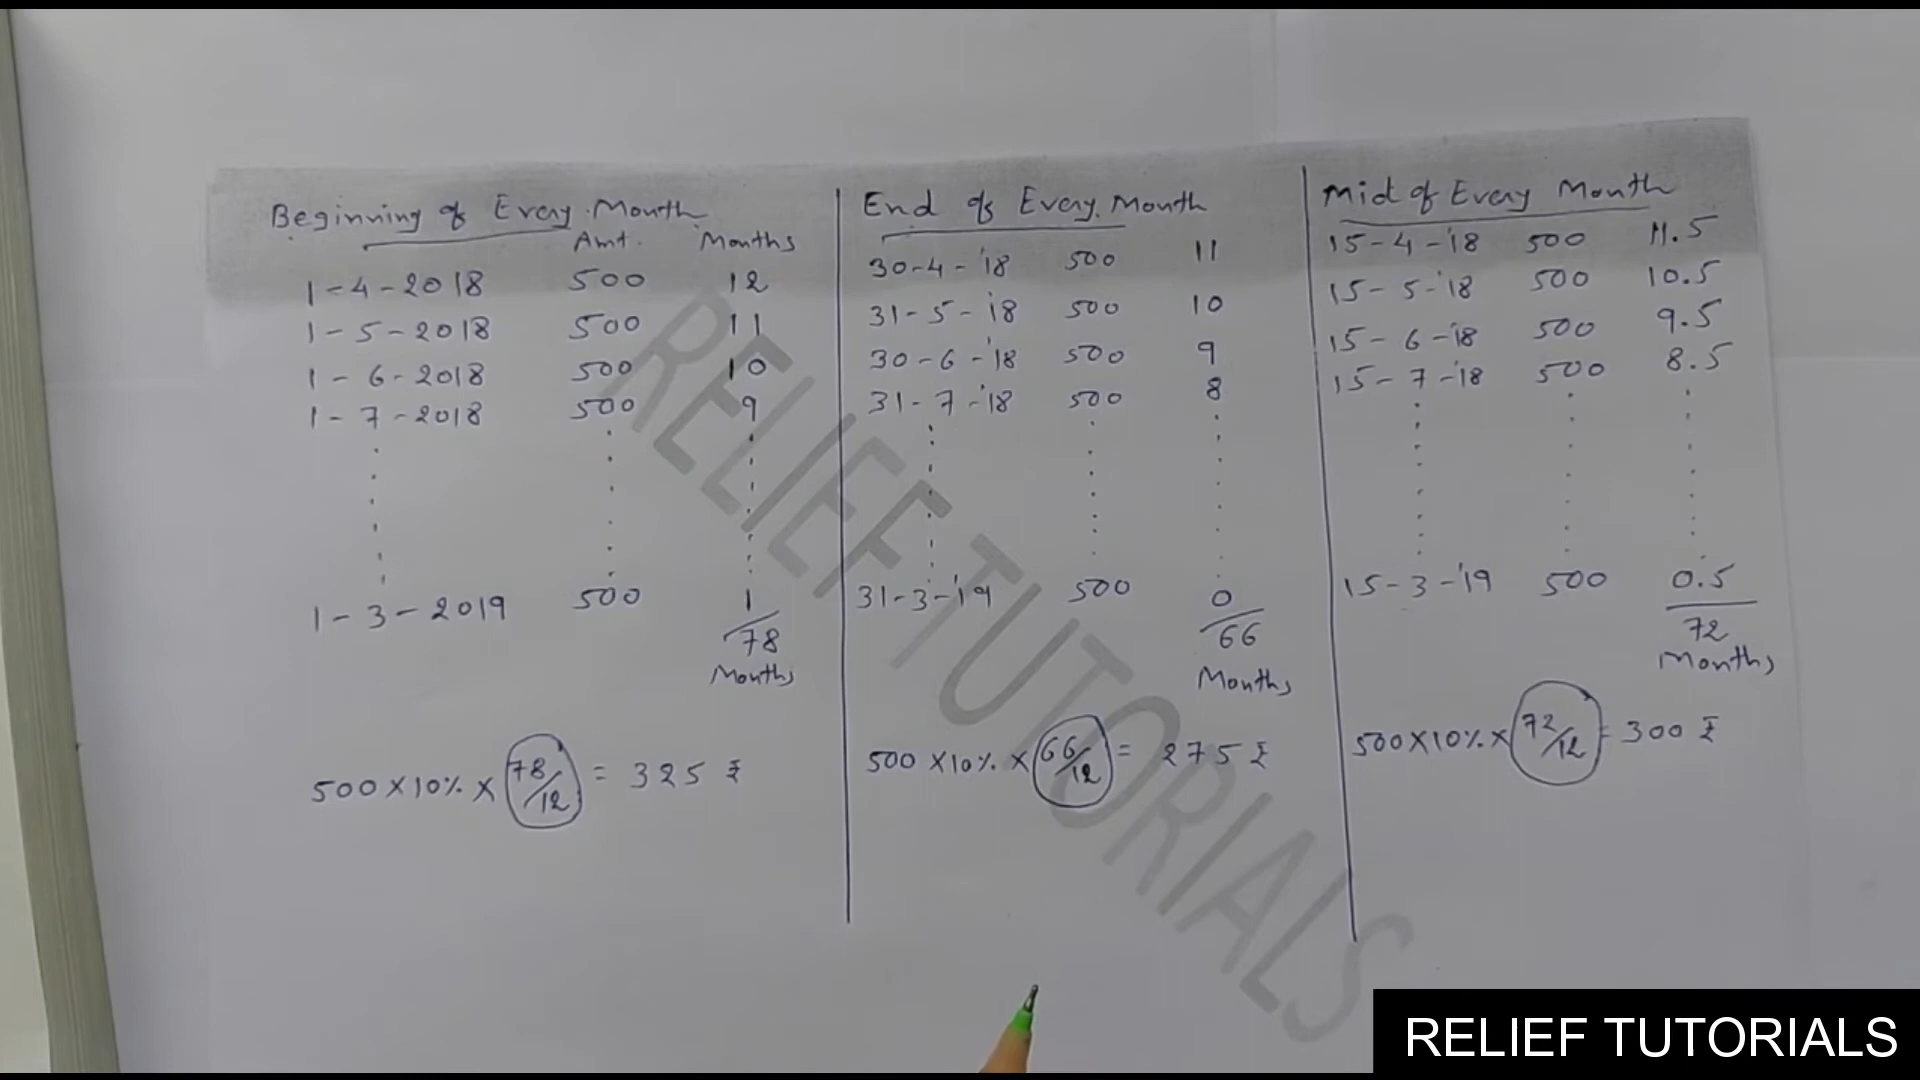 Beginning of Every Month
Amt. Months
1-4-2018 500 12
1-5-2018 500 11
1-6-2018 500 10
1-7-2018 500 9
1-3-2019 500 1
78
Months
500 X 10% X 78/12 = 325 ₹
End of Every Month
30-4-'18 500 11
31-5-'18 500 10
30-6-'18 500 9
31-7-'18 500 8
31-3-'19 500 0
66
Months
500 X 10% X 66/12 = 275 ₹
Mid of Every Month
15-4-'18 500 11.5
15-5-'18 500 10.5
15-6-'18 500 9.5
15-7-'18 500 8.5
15-3-'19 500 0.5
72
Months
500 X 10% X 72/12 = 300 ₹
RELIEF TUTORIALS
RELIEF TUTORIALS